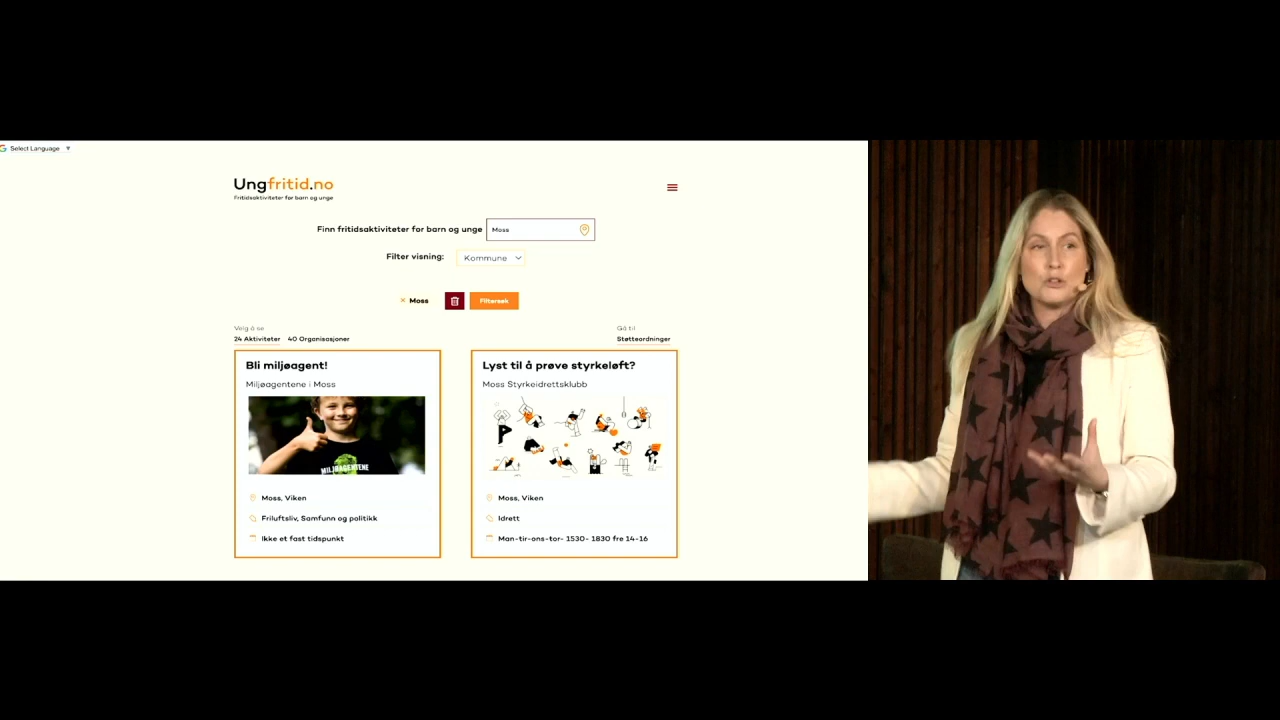 Select Language
Ungfritid.no
Fritidsaktiviteter for barn og unge
Finn fritidsaktiviteter for barn og unge
Moss
Filter visning:
Kommune
× Moss
Filtersøk
Velg å se
24 Aktiviteter
40 Organisasjoner
Gå til
Støtteordninger
Bli miljøagent!
Miljøagentene i Moss
MILJØAGENTENE
Moss, Viken
Friluftsliv, Samfunn og politikk
Ikke et fast tidspunkt
Lyst til å prøve styrkeløft?
Moss Styrkeidrettsklubb
Moss, Viken
Idrett
Man-tir-ons-tor- 1530- 1830 fre 14-16